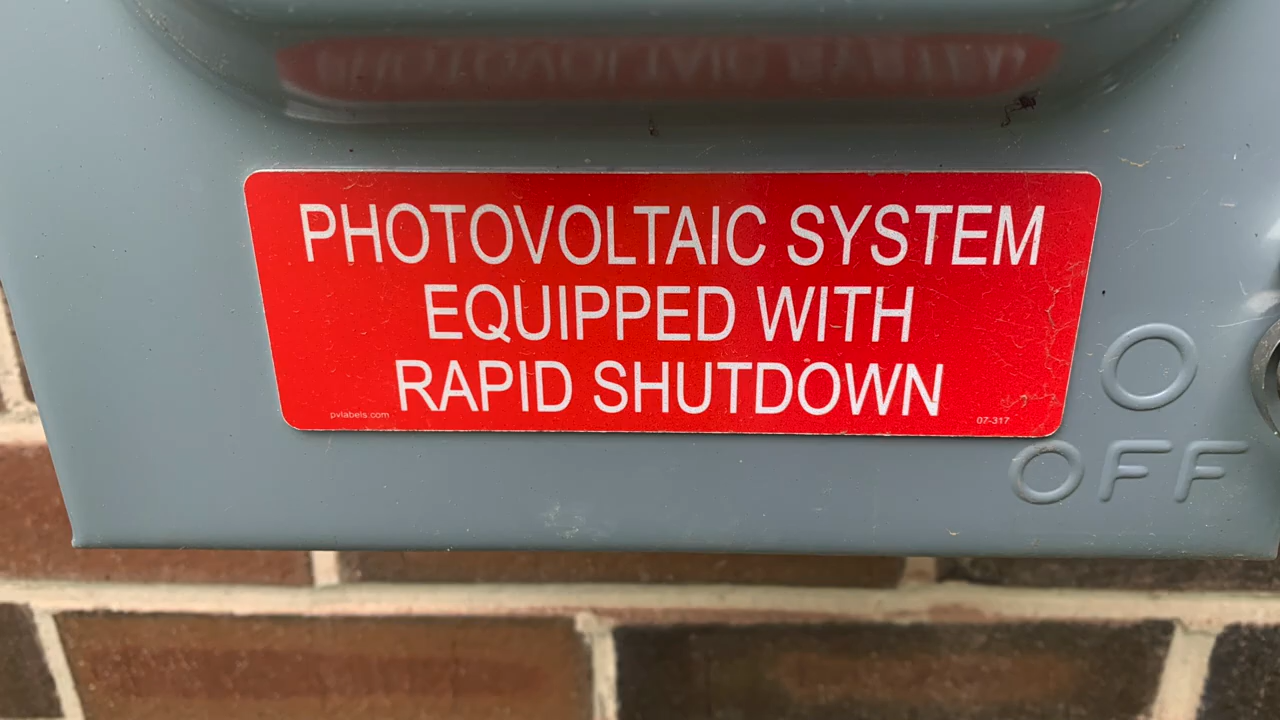 PHOTOVOLTAIC SYSTEM
EQUIPPED WITH
RAPID SHUTDOWN
pvlabels.com
07-317
O
OFF